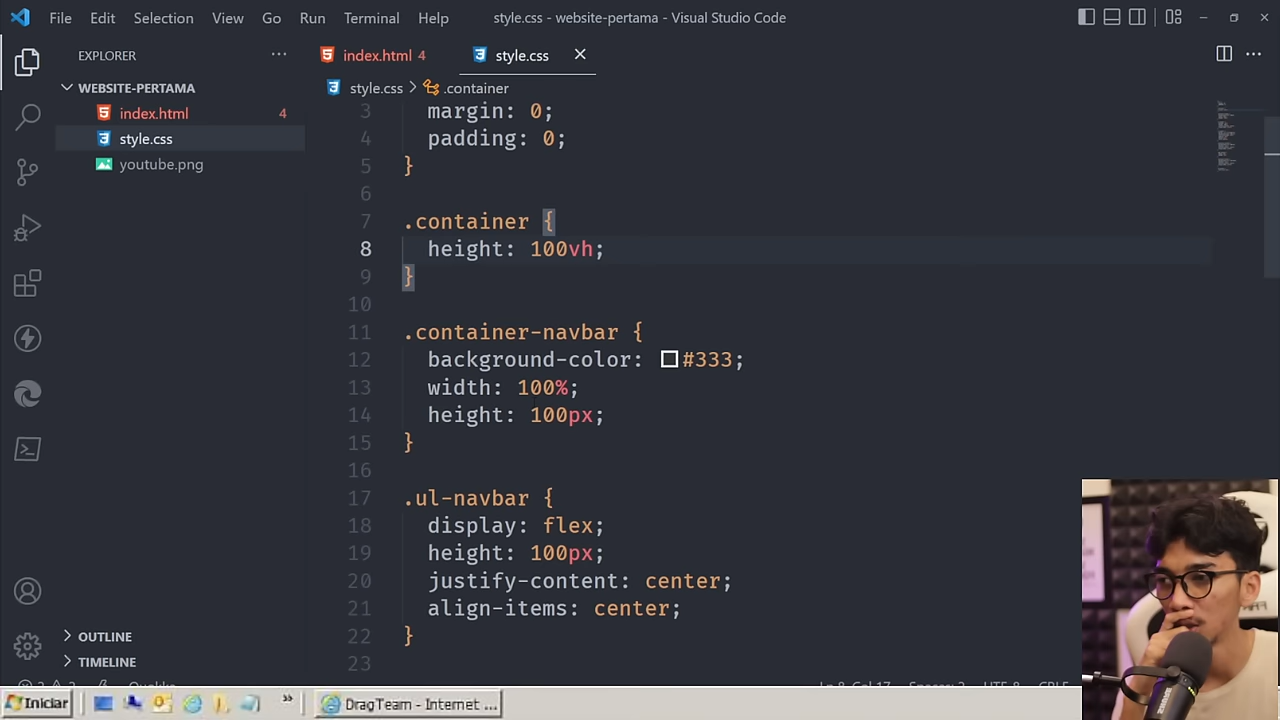 File Edit Selection View Go Run Terminal Help
style.css - website-pertama - Visual Studio Code
EXPLORER
WEBSITE-PERTAMA
index.html 4
style.css
youtube.png
OUTLINE
TIMELINE
index.html 4
style.css
style.css > .container
3 margin: 0;
4 padding: 0;
5 }
6
7 .container {
8 height: 100vh;
9 }
10
11 .container-navbar {
12 background-color: #333;
13 width: 100%;
14 height: 100px;
15 }
16
17 .ul-navbar {
18 display: flex;
19 height: 100px;
20 justify-content: center;
21 align-items: center;
22 }
23
Iniciar
»
DragTeam - Internet ...